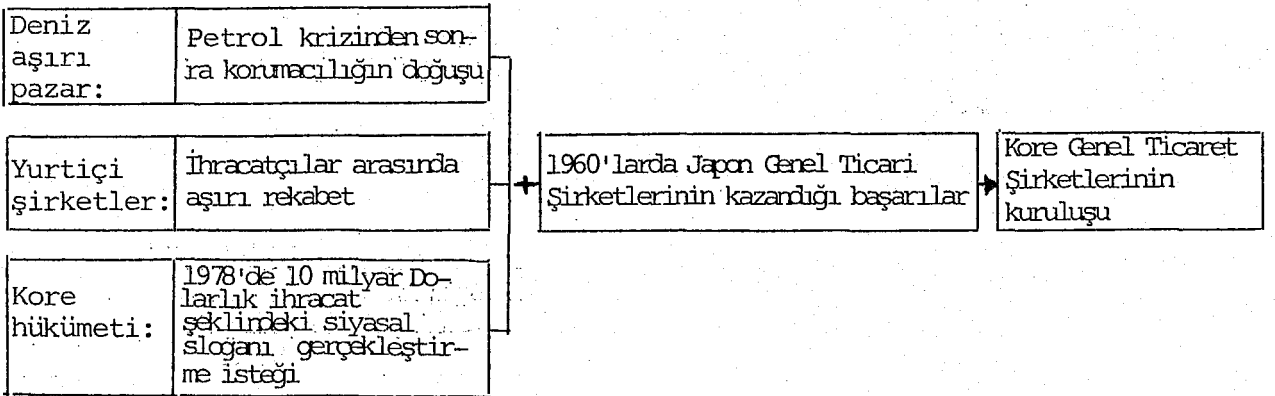 Deniz
aşırı
pazar:
Petrol krizinden son-
ra korumacılığın doğuşu
Yurtiçi
şirketler:
İhracatçılar arasında
aşırı rekabet
Kore
hükümeti:
1978'de 10 milyar Do-
larlık ihracat
şeklindeki siyasal
sloganı gerçekleştir-
me isteği
+
1960'larda Japon Genel Ticari
Şirketlerinin kazandığı başarılar
Kore Genel Ticaret
Şirketlerinin
kuruluşu